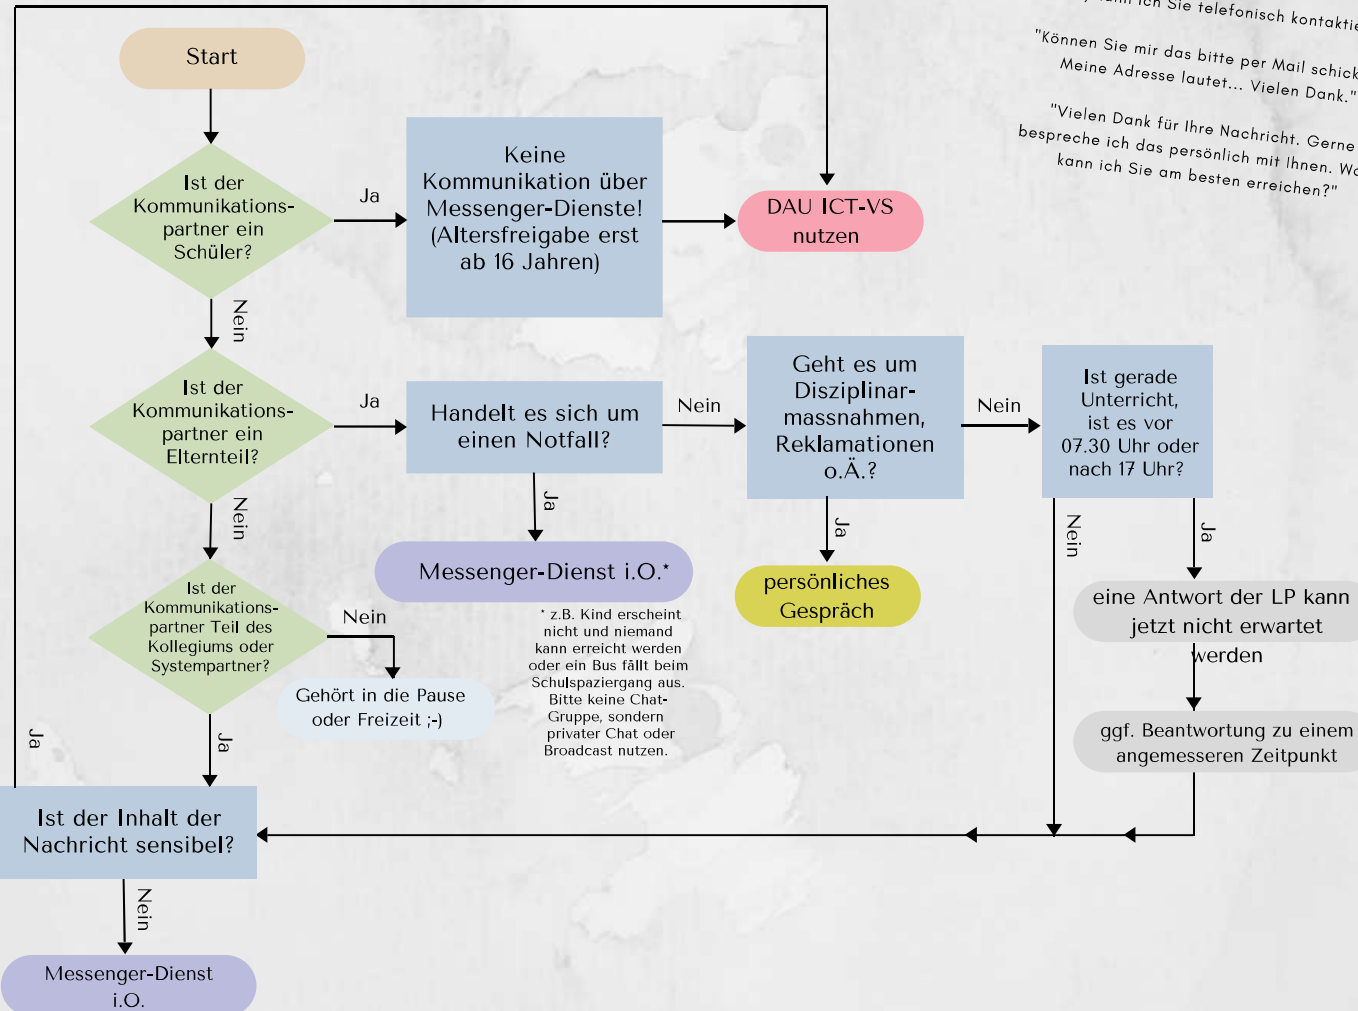 kann ich Sie telefonisch
"Können Sie mir das bitte per Mail
Meine Adresse lautet... Vielen Dank."
"Vielen Dank für Ihre Nachricht. Gerne
bespreche ich das persönlich mit Ihnen.
kann ich Sie am besten erreichen?"
Start
Ist der
Kommunikations-
partner ein
Schüler?
Ja
Keine
Kommunikation über
Messenger-Dienste!
(Altersfreigabe erst
ab 16 Jahren)
DAU ICT-VS
nutzen
Nein
Ist der
Kommunikations-
partner ein
Elternteil?
Ja
Handelt es sich um
einen Notfall?
Nein
Geht es um
Disziplinar-
massnahmen,
Reklamationen
o.Ä.?
Nein
Ist gerade
Unterricht,
ist es vor
07.30 Uhr oder
nach 17 Uhr?
Nein
Ja
Ja
Nein
Ja
Messenger-Dienst i.O.*
* z.B. Kind erscheint
nicht und niemand
kann erreicht werden
oder ein Bus fällt beim
Schulspaziergang aus.
Bitte keine Chat-
Gruppe, sondern
privater Chat oder
Broadcast nutzen.
persönliches
Gespräch
eine Antwort der LP kann
jetzt nicht erwartet
werden
ggf. Beantwortung zu einem
angemesseren Zeitpunkt
Ist der
Kommunikations-
partner Teil des
Kollegiums oder
Systempartner?
Nein
Gehört in die Pause
oder Freizeit ;-)
Ja
Ja
Ist der Inhalt der
Nachricht sensibel?
Nein
Messenger-Dienst
i.O.